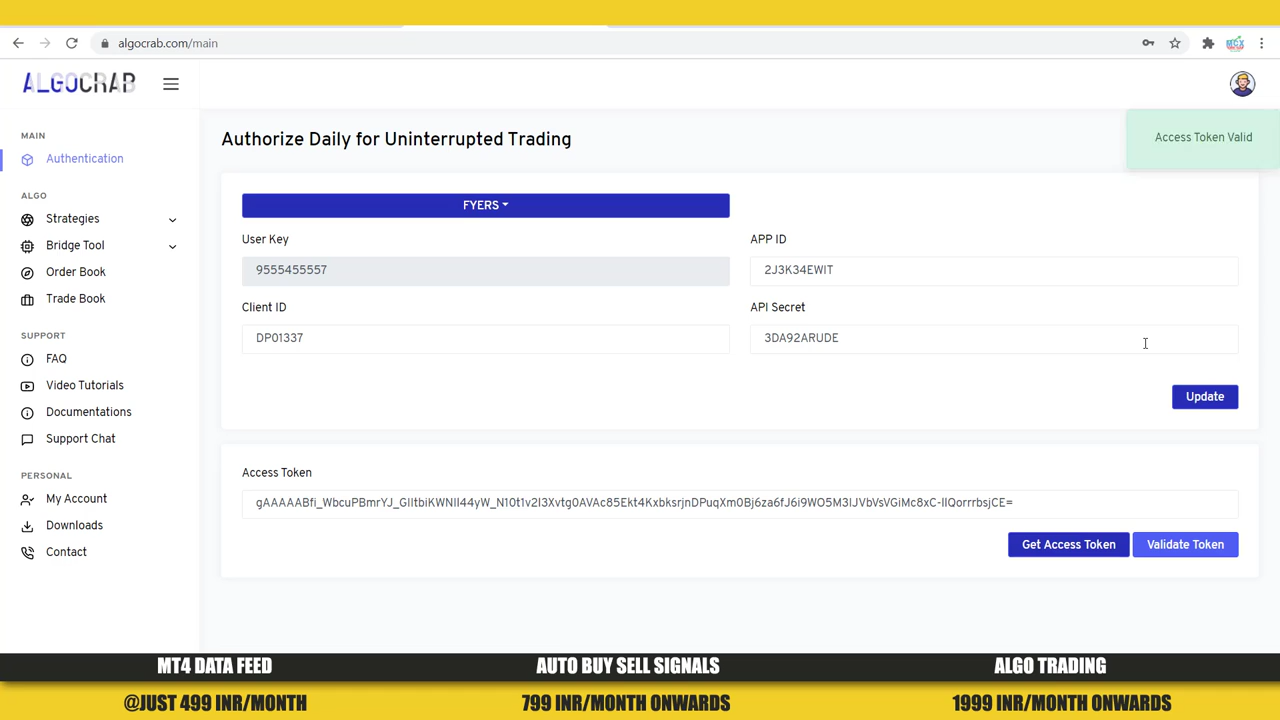 algocrab.com/main
MCX
ALGOCRAB
MAIN
Authentication
ALGO
Strategies
Bridge Tool
Order Book
Trade Book
SUPPORT
FAQ
Video Tutorials
Documentations
Support Chat
PERSONAL
My Account
Downloads
Contact
Authorize Daily for Uninterrupted Trading
Access Token Valid
FYERS
User Key
9555455557
APP ID
2J3K34EWIT
Client ID
DP01337
API Secret
3DA92ARUDE
Update
Access Token
gAAAAABfi_WbcuPBmrYJ_GIItbiKWNII44yW_N10t1v2I3Xvtg0AVAc85Ekt4KxbksrjnDPuqXm0Bj6za6fJ6i9WO5M3IJVbVsVGiMc8xC-IIQorrrbsjCE=
Get Access Token
Validate Token
MT4 DATA FEED
@JUST 499 INR/MONTH
AUTO BUY SELL SIGNALS
799 INR/MONTH ONWARDS
ALGO TRADING
1999 INR/MONTH ONWARDS